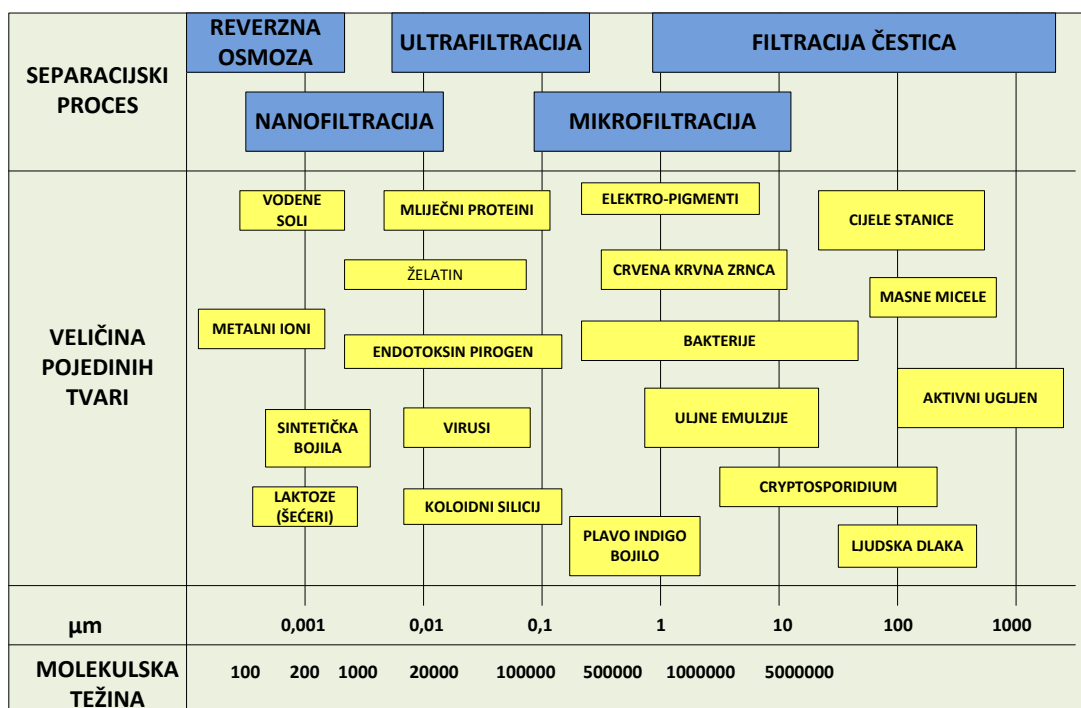 SEPARACIJSKI
PROCES
REVERZNA
OSMOZA
ULTRAFILTRACIJA
FILTRACIJA ČESTICA
NANOFILTRACIJA
MIKROFILTRACIJA
VELIČINA
POJEDINIH
TVARI
VODENE
SOLI
MLIJEČNI PROTEINI
ELEKTRO-PIGMENTI
CIJELE STANICE
ŽELATIN
CRVENA KRVNA ZRNCA
MASNE MICELE
METALNI IONI
ENDOTOKSIN PIROGEN
BAKTERIJE
AKTIVNI UGLJEN
SINTETIČKA
BOJILA
VIRUSI
ULJNE EMULZIJE
CRYPTOSPORIDIUM
LAKTOZE
(ŠEĆERI)
KOLOIDNI SILICIJ
PLAVO INDIGO
BOJILO
LJUDSKA DLAKA
µm 0,001 0,01 0,1 1 10 100 1000
MOLEKULSKA
TEŽINA
100 200 1000 20000 100000 500000 1000000 5000000